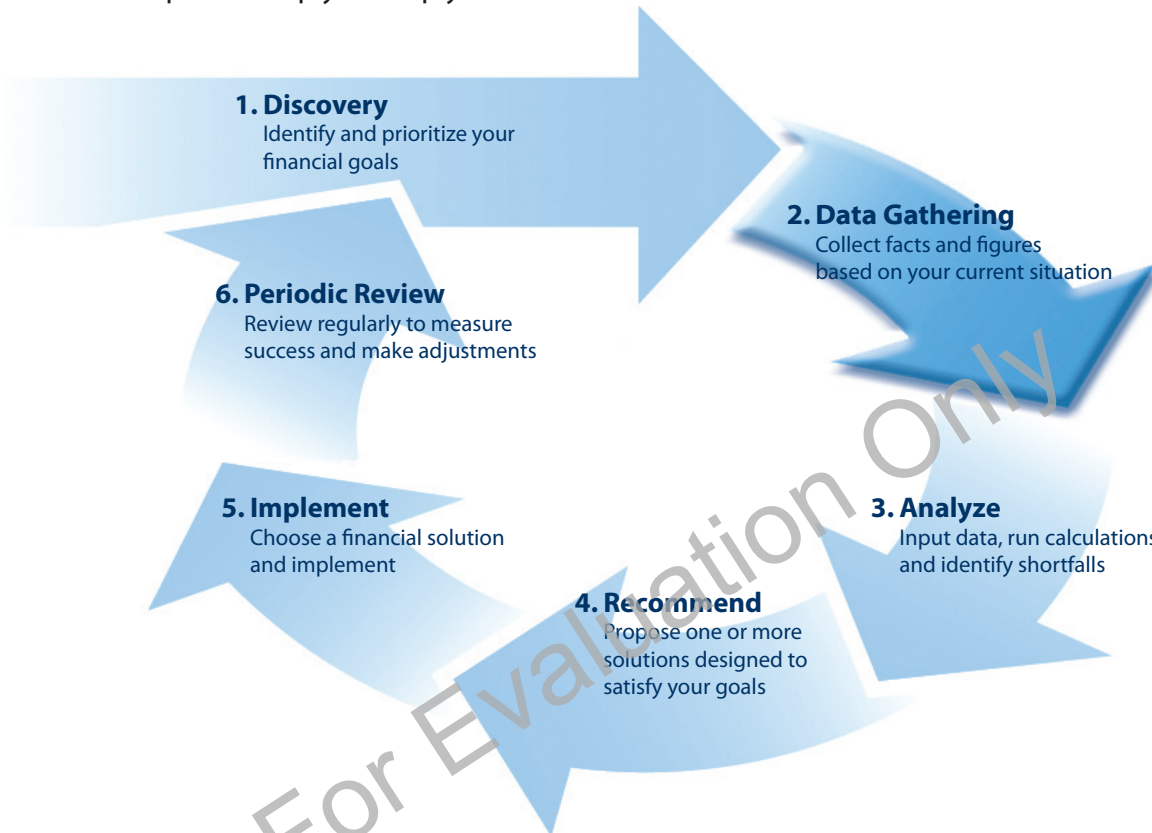 1. Discovery
Identify and prioritize your
financial goals
2. Data Gathering
Collect facts and figures
based on your current situation
3. Analyze
Input data, run calculations
and identify shortfalls
4. Recommend
Propose one or more
solutions designed to
satisfy your goals
5. Implement
Choose a financial solution
and implement
6. Periodic Review
Review regularly to measure
success and make adjustments
For Evaluation Only